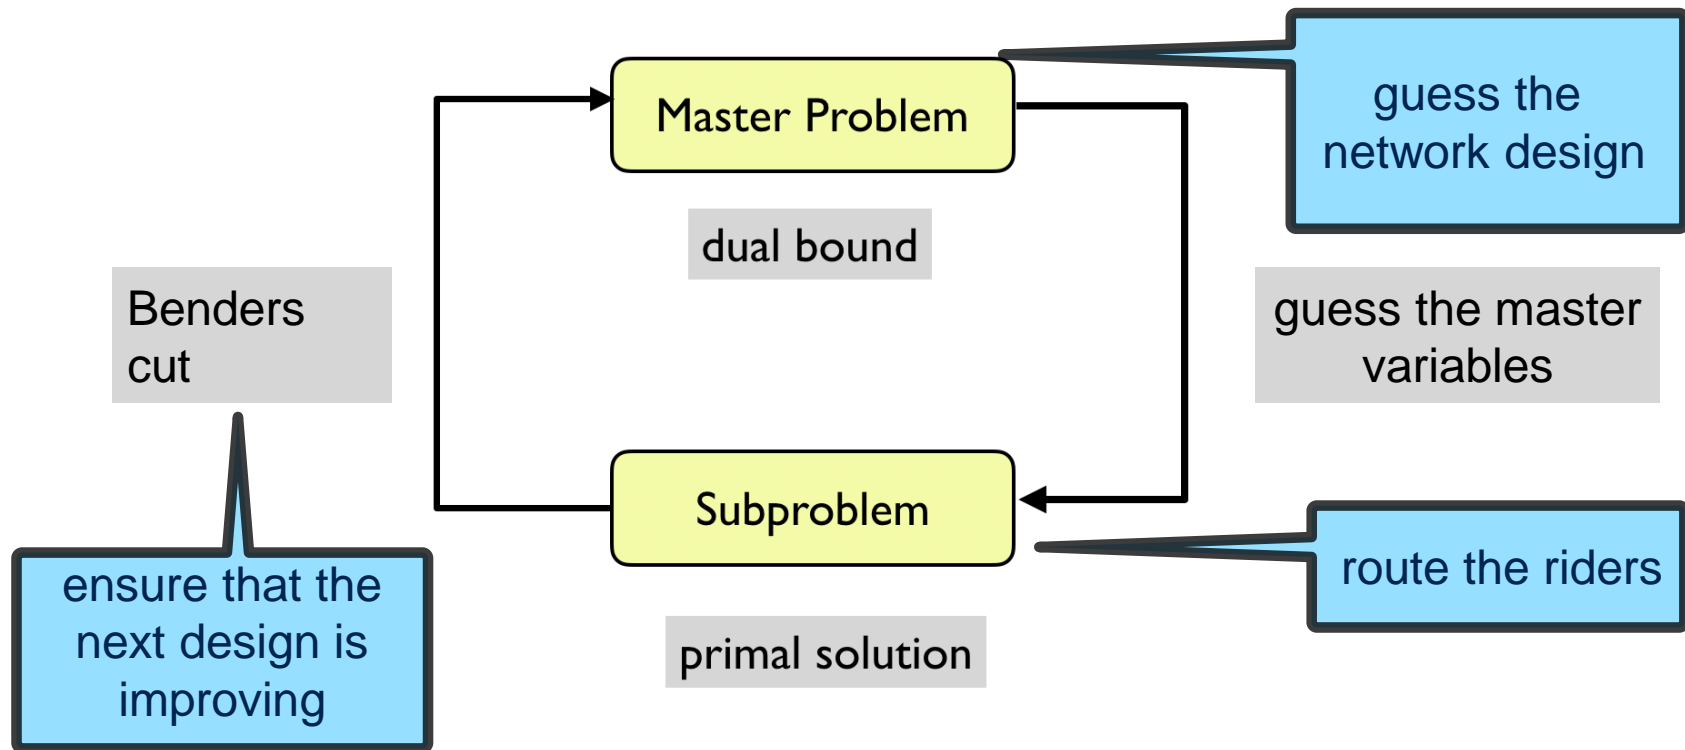 Master Problem
guess the
network design
dual bound
Benders
cut
guess the master
variables
Subproblem
route the riders
ensure that the
next design is
improving
primal solution